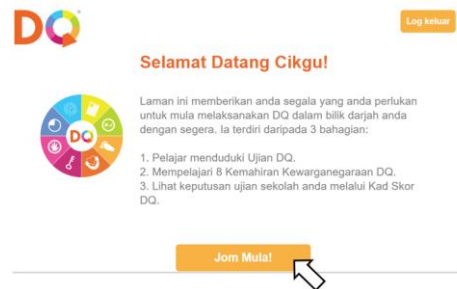 DQ
Log keluar
Selamat Datang Cikgu!
Laman ini memberikan anda segala yang anda perlukan
untuk mula melaksanakan DQ dalam bilik darjah anda
dengan segera. Ia terdiri daripada 3 bahagian:
1. Pelajar menduduki Ujian DQ.
2. Mempelajari 8 Kemahiran Kewarganegaraan DQ.
3. Lihat keputusan ujian sekolah anda melalui Kad Skor
DQ.
DQ
Jom Mula!